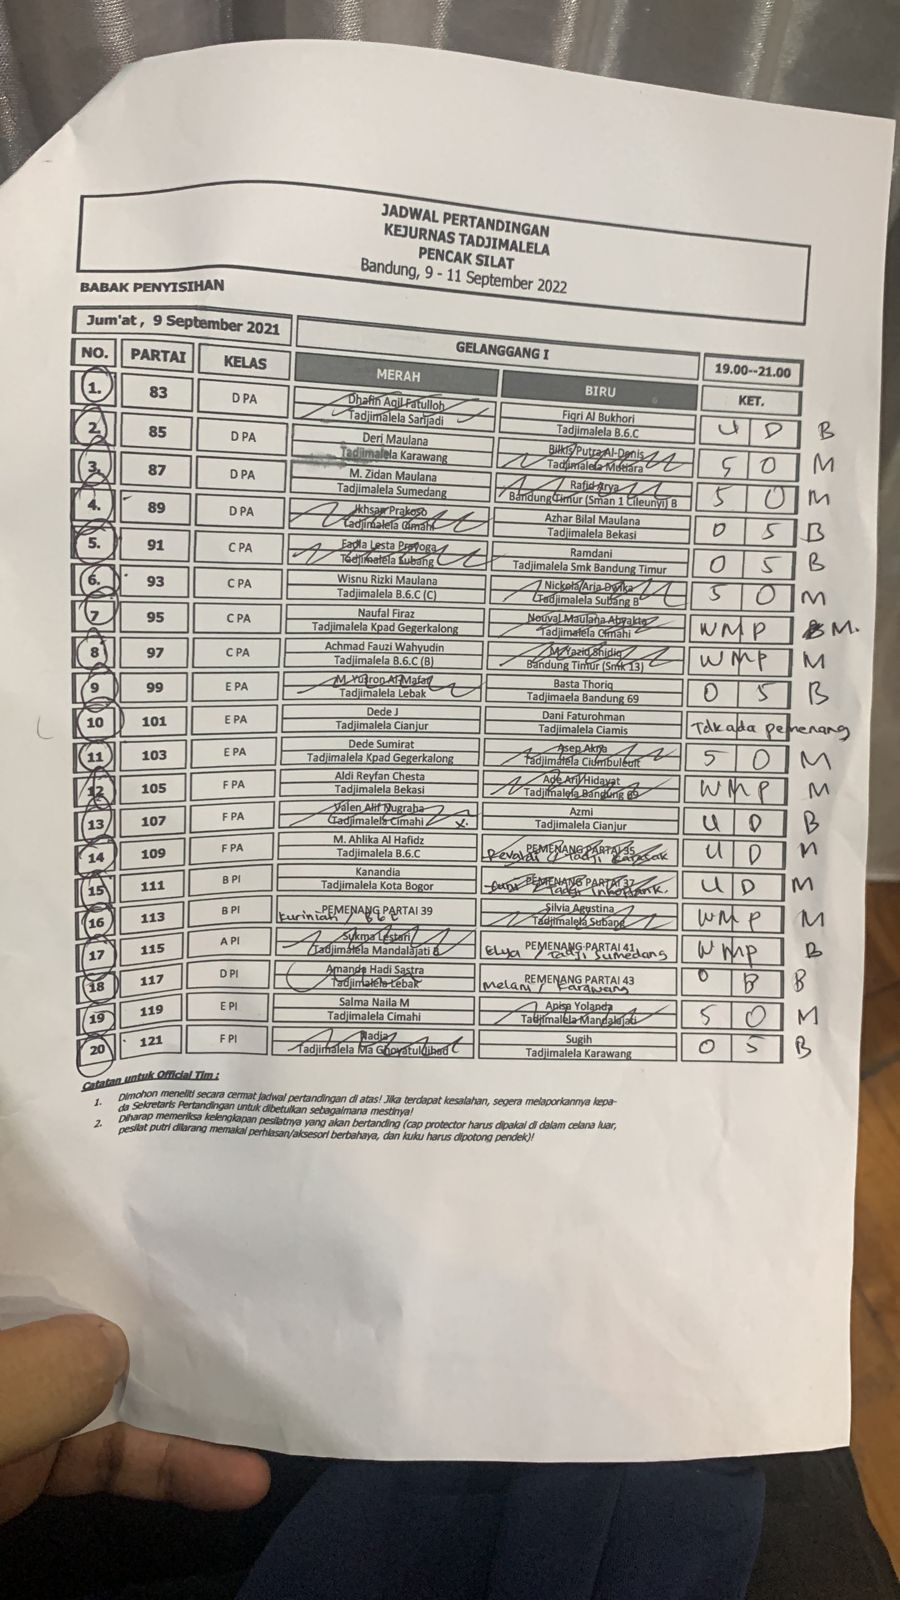 JADWAL PERTANDINGAN
KEJURNAS TADJIMALELA
PENCAK SILAT
Bandung, 9 - 11 September 2022
BABAK PENYISIHAN
Jum'at, 9 September 2021
GELANGGANG I
19.00--21.00
NO. PARTAI KELAS MERAH BIRU KET.
1. 83 D PA Dhafin Aqil Fatulloh Fiqri Al Bukhori U D B
Tadjimalela Sarijadi Tadjimalela B.6.C
2. 85 D PA Deri Maulana Bilkis Putra Al-Denis 5 0 M
Tadjimalela Karawang Tadjimalela Mutiara
3. 87 D PA M. Zidan Maulana Rafid Arya 5 0 M
Tadjimalela Sumedang Bandung Timur (Sman 1 Cileunyi) B
4. 89 D PA Ikhsan Prakoso Azhar Bilal Maulana 0 5 B
Tadjimalela Cimahi Tadjimalela Bekasi
5. 91 C PA Fadla Lesta Prayoga Ramdani 0 5 B
Tadjimalela Subang Tadjimalela Smk Bandung Timur
6. 93 C PA Wisnu Rizki Maulana Nickola Aria Dwika 5 0 M
Tadjimalela B.6.C (C) Tadjimalela Subang B
7 95 C PA Naufal Firaz Nouval Maulana Abyakta WMP M.
Tadjimalela Kpad Gegerkalong Tadjimalela Cimahi
8 97 C PA Achmad Fauzi Wahyudin M Yaziq Shidiq WMP M
Tadjimalela B.6.C (B) Bandung Timur (Smk 13)
9 99 E PA M. Yusron Al-Mafaz Basta Thoriq 0 5 B
Tadjimalela Lebak Tadjimaela Bandung 69
10 101 E PA Dede J Dani Faturohman Tdk ada pemenang
Tadjimalela Cianjur Tadjimalela Ciamis
11 103 E PA Dede Sumirat Asep Akna 5 0 M
Tadjimalela Kpad Gegerkalong Tadjimalela Ciumbuleuit
12 105 F PA Aldi Reyfan Chesta Ade Aril Hidayat WMP M
Tadjimalela Bekasi Tadjimalela Bandung 69
13 107 F PA Valen Alif Nugraha Azmi U D B
Tadjimalela Cimahi x. Tadjimalela Cianjur
14 109 F PA M. Ahlika Al Hafidz PEMENANG PARTAI 35 U D M
Tadjimalela B.6.C Revaldi / Tadji
15 111 B PI Kanandia PEMENANG PARTAI 37 U D M
Tadjimalela Kota Bogor Tadji
16 113 B PI PEMENANG PARTAI 39 Silvia Agustina WMP M
Kuriniah / B6C Tadjimalela Subang
17 115 A PI Sukma Lestari PEMENANG PARTAI 41 WMP B
Tadjimalela Mandalajati B Elya / Tadji Sumedang
18 117 D PI Amanda Hadi Sastra PEMENANG PARTAI 43 0 B B
Tadjimalela Lebak Melani / Karawang
19 119 E PI Salma Naila M Anisa Yolanda 5 0 M
Tadjimalela Cimahi Tadjimalela Mandalajati
20 121 F PI Nadia Sugih 0 5 B
Tadjimalela Ma Ghoyatuljihad Tadjimalela Karawang
Catatan untuk Official Tim :
1. Dimohon meneliti secara cermat jadwal pertandingan di atas! Jika terdapat kesalahan, segera melaporkannya kepa-
da Sekretaris Pertandingan untuk dibetulkan sebagaimana mestinya!
2. Diharap memeriksa kelengkapan pesilatnya yang akan bertanding (cap protector harus dipakai di dalam celana luar,
pesilat putri dilarang memakai perhiasan/aksesori berbahaya, dan kuku harus dipotong pendek)!